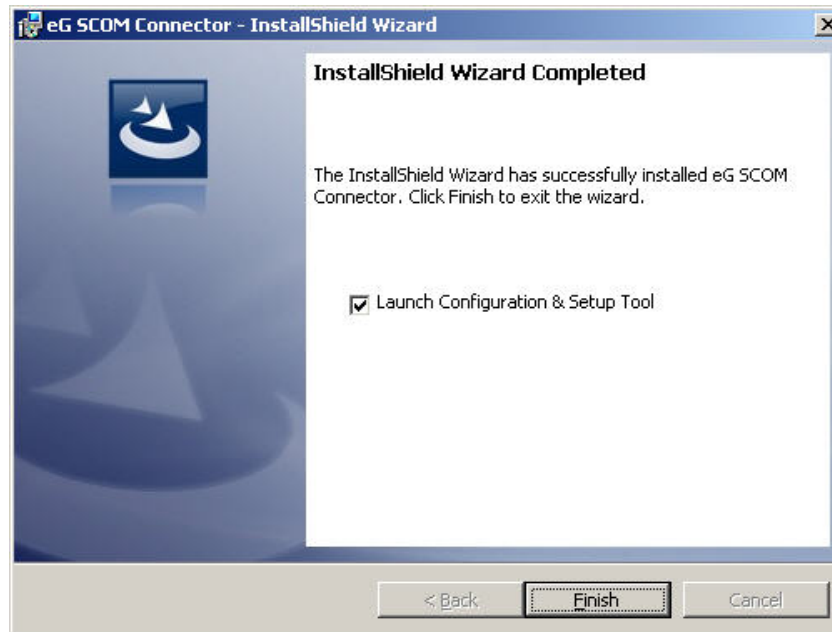 eG SCOM Connector - InstallShield Wizard
InstallShield Wizard Completed
The InstallShield Wizard has successfully installed eG SCOM
Connector. Click Finish to exit the wizard.
Launch Configuration & Setup Tool
< Back
Finish
Cancel